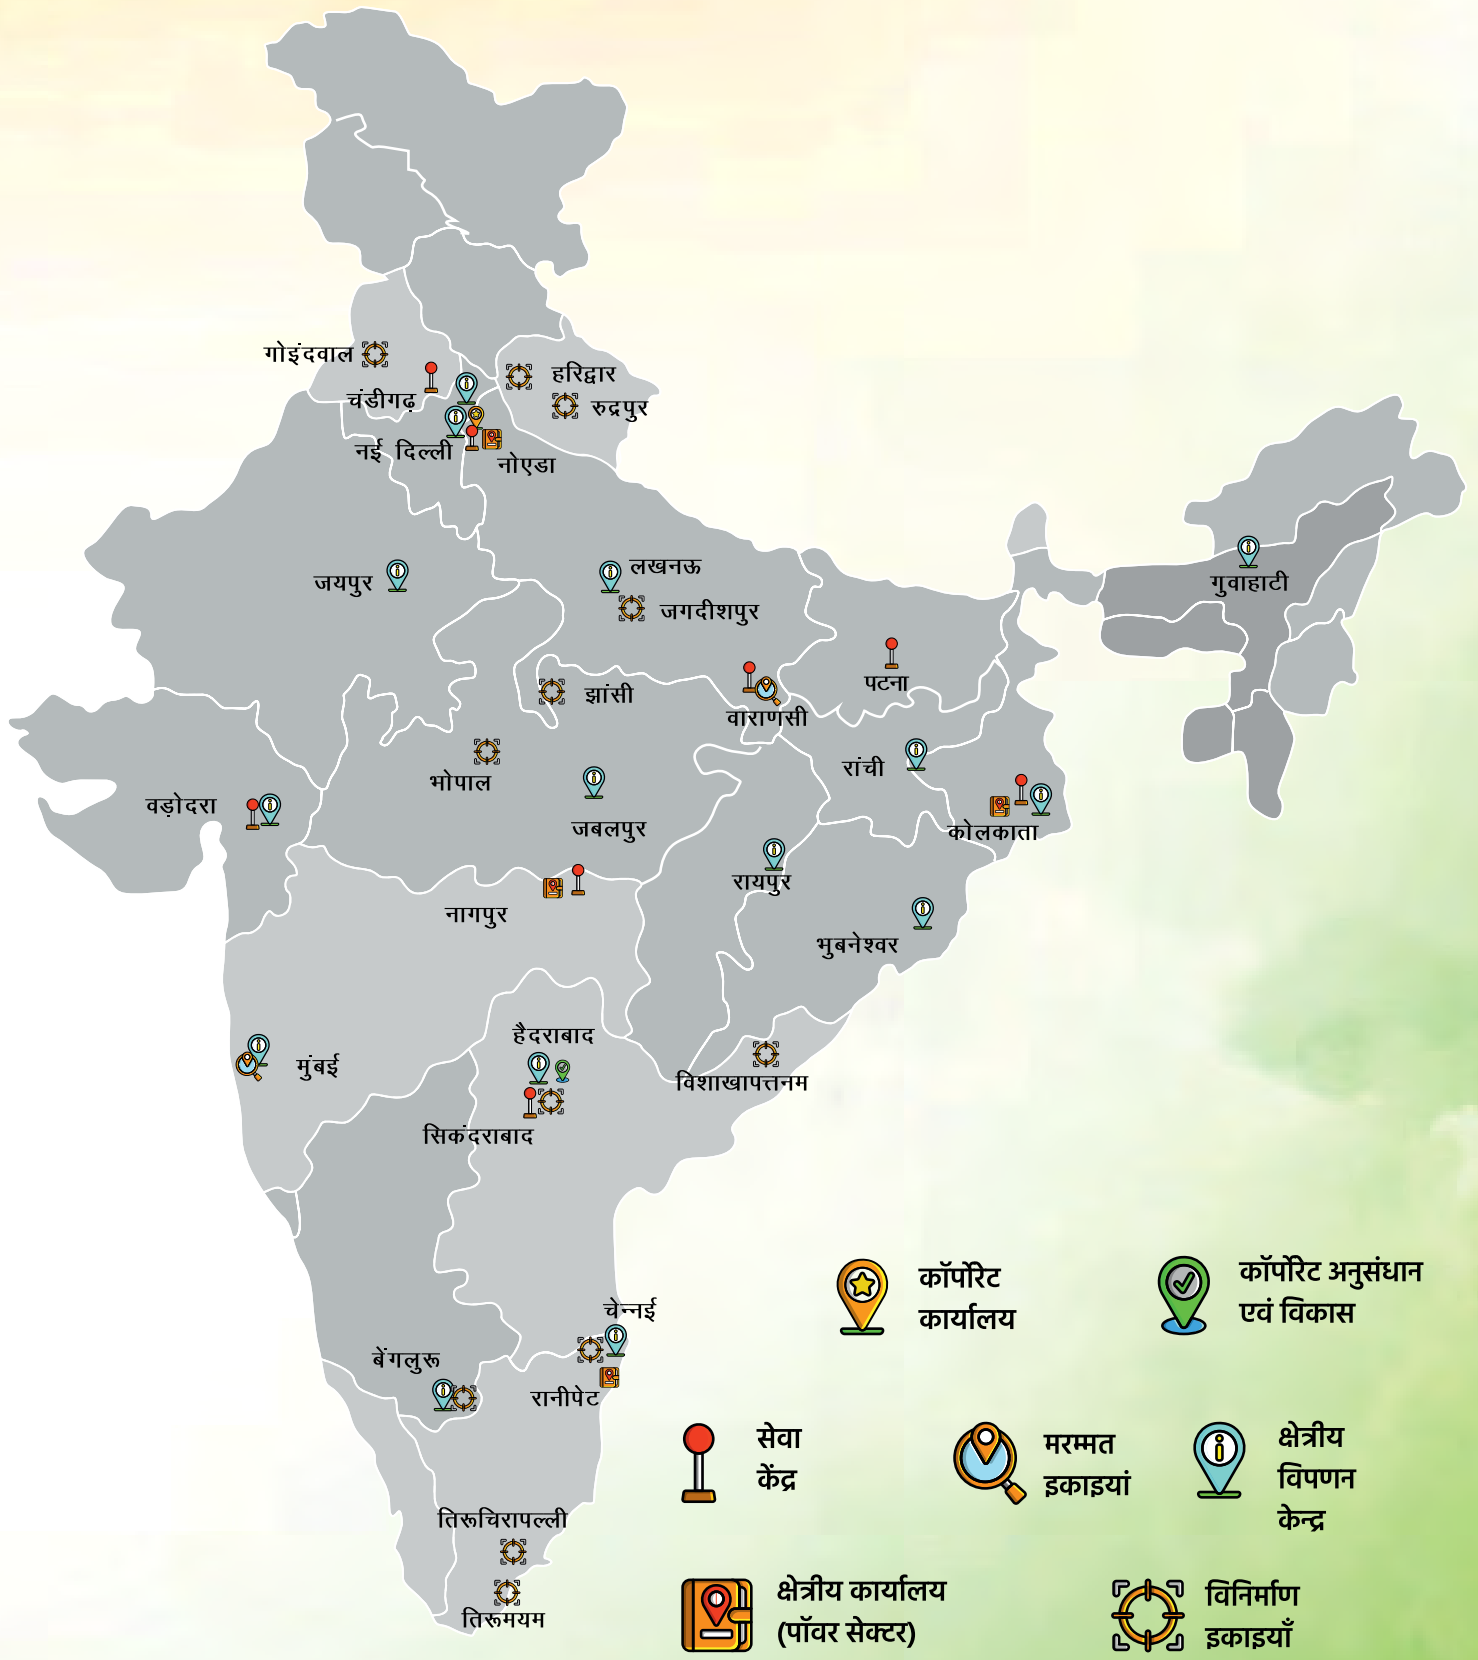 गोइंदवाल
हरिद्वार
चंडीगढ़
रुद्रपुर
नई दिल्ली
नोएडा
लखनऊ
जयपुर
गुवाहाटी
जगदीशपुर
पटना
झांसी
वाराणसी
रांची
भोपाल
वड़ोदरा
जबलपुर
कोलकाता
रायपुर
नागपुर
भुबनेश्वर
हैदराबाद
मुंबई
विशाखापत्तनम
सिकंदराबाद
चेन्नई
बेंगलुरू
रानीपेट
तिरूचिरापल्ली
तिरूमयम
कॉर्पोरेट
कार्यालय
कॉर्पोरेट अनुसंधान
एवं विकास
सेवा
केंद्र
मरम्मत
इकाइयां
क्षेत्रीय
विपणन
केन्द्र
क्षेत्रीय कार्यालय
(पॉवर सेक्टर)
विनिर्माण
इकाइयाँ